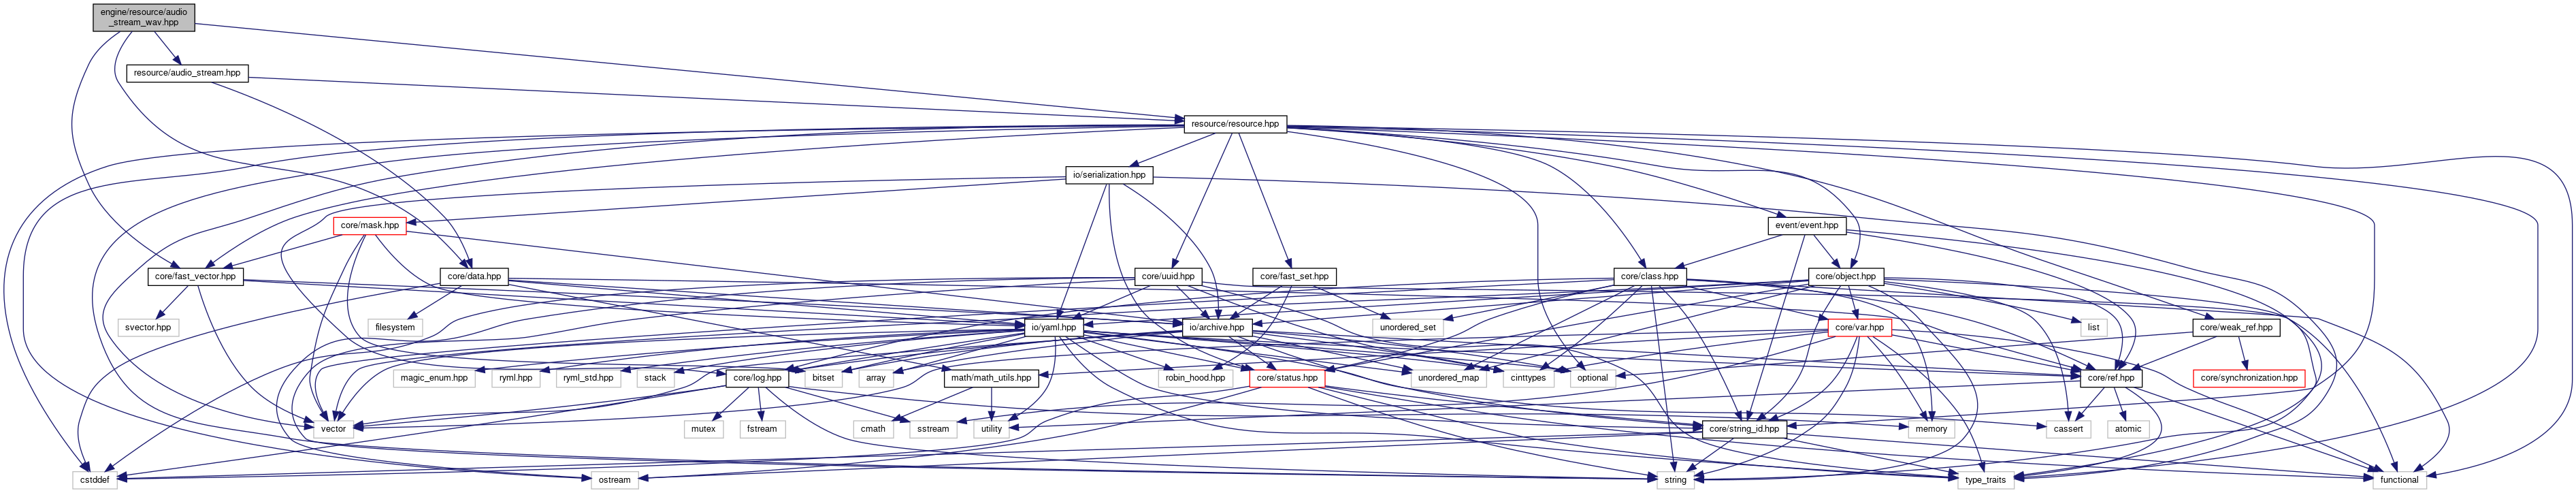 engine/resource/audio
_stream_wav.hpp
resource/audio_stream.hpp
resource/resource.hpp
io/serialization.hpp
core/mask.hpp
event/event.hpp
core/fast_vector.hpp
core/data.hpp
core/uuid.hpp
core/fast_set.hpp
core/class.hpp
core/object.hpp
svector.hpp
filesystem
io/yaml.hpp
io/archive.hpp
unordered_set
core/var.hpp
list
core/weak_ref.hpp
magic_enum.hpp
ryml.hpp
ryml_std.hpp
stack
core/log.hpp
bitset
array
math/math_utils.hpp
robin_hood.hpp
core/status.hpp
unordered_map
cinttypes
optional
core/ref.hpp
core/synchronization.hpp
vector
mutex
fstream
cmath
sstream
utility
core/string_id.hpp
memory
cassert
atomic
cstddef
ostream
string
type_traits
functional